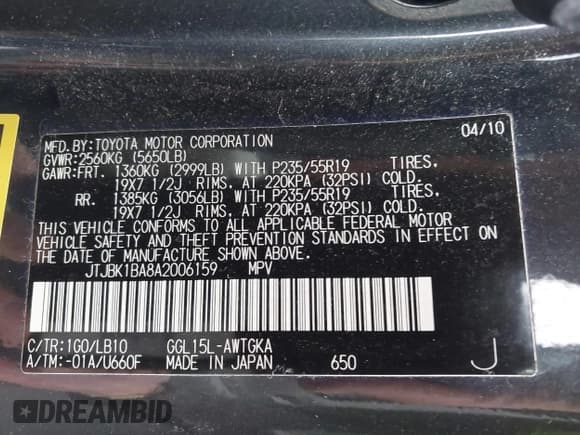 04/10
MFD.BY:TOYOTA MOTOR CORPORATION
GVWR:2560KG (5650LB)
GAWR:FRT. 1360KG (2999LB) WITH P235/55R19 TIRES,
19X7 1/2J RIMS, AT 220KPA (32PSI) COLD.
RR. 1385KG (3056LB) WITH P235/55R19 TIRES,
19X7 1/2J RIMS, AT 220KPA (32PSI) COLD.
THIS VEHICLE CONFORMS TO ALL APPLICABLE FEDERAL MOTOR
VEHICLE SAFETY AND THEFT PREVENTION STANDARDS IN EFFECT ON
THE DATE OF MANUFACTURE SHOWN ABOVE.
JTJBK1BA8A2006159 MPV
C/TR:1G0/LB10 GGL15L-AWTGKA
A/TM:-01A/U660F MADE IN JAPAN 650 J
DREAMBID